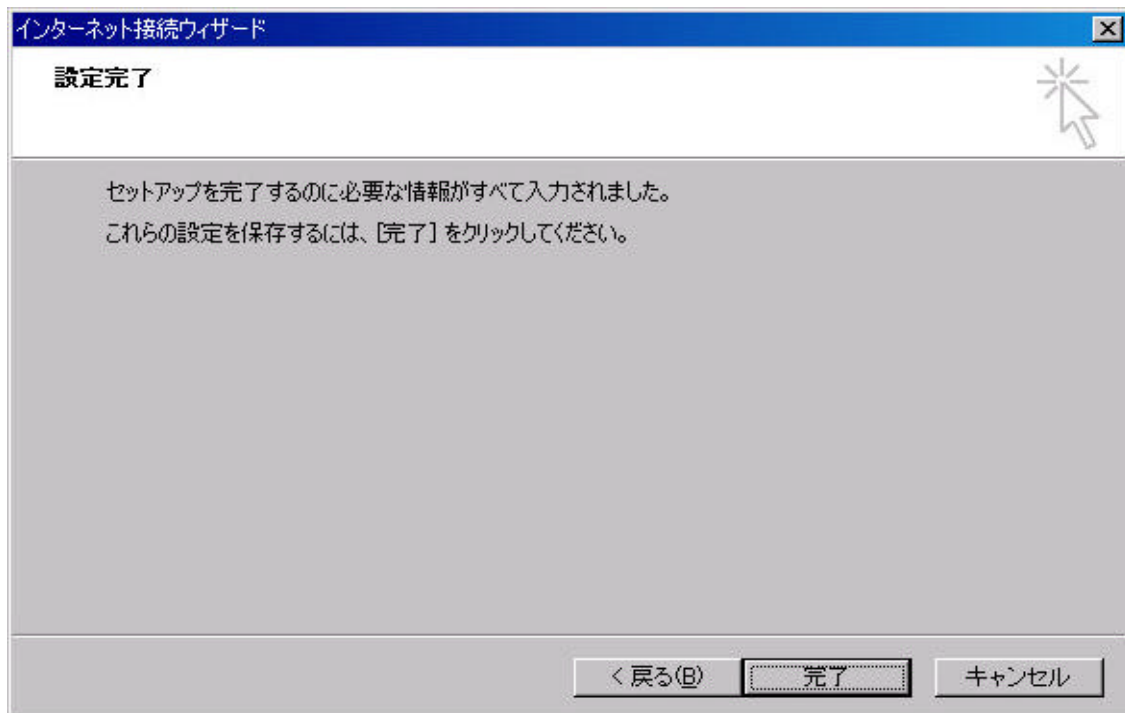 インターネット接続ウィザード
設定完了
セットアップを完了するのに必要な情報がすべて入力されました。
これらの設定を保存するには、[完了] をクリックしてください。
< 戻る(B)
完了
キャンセル